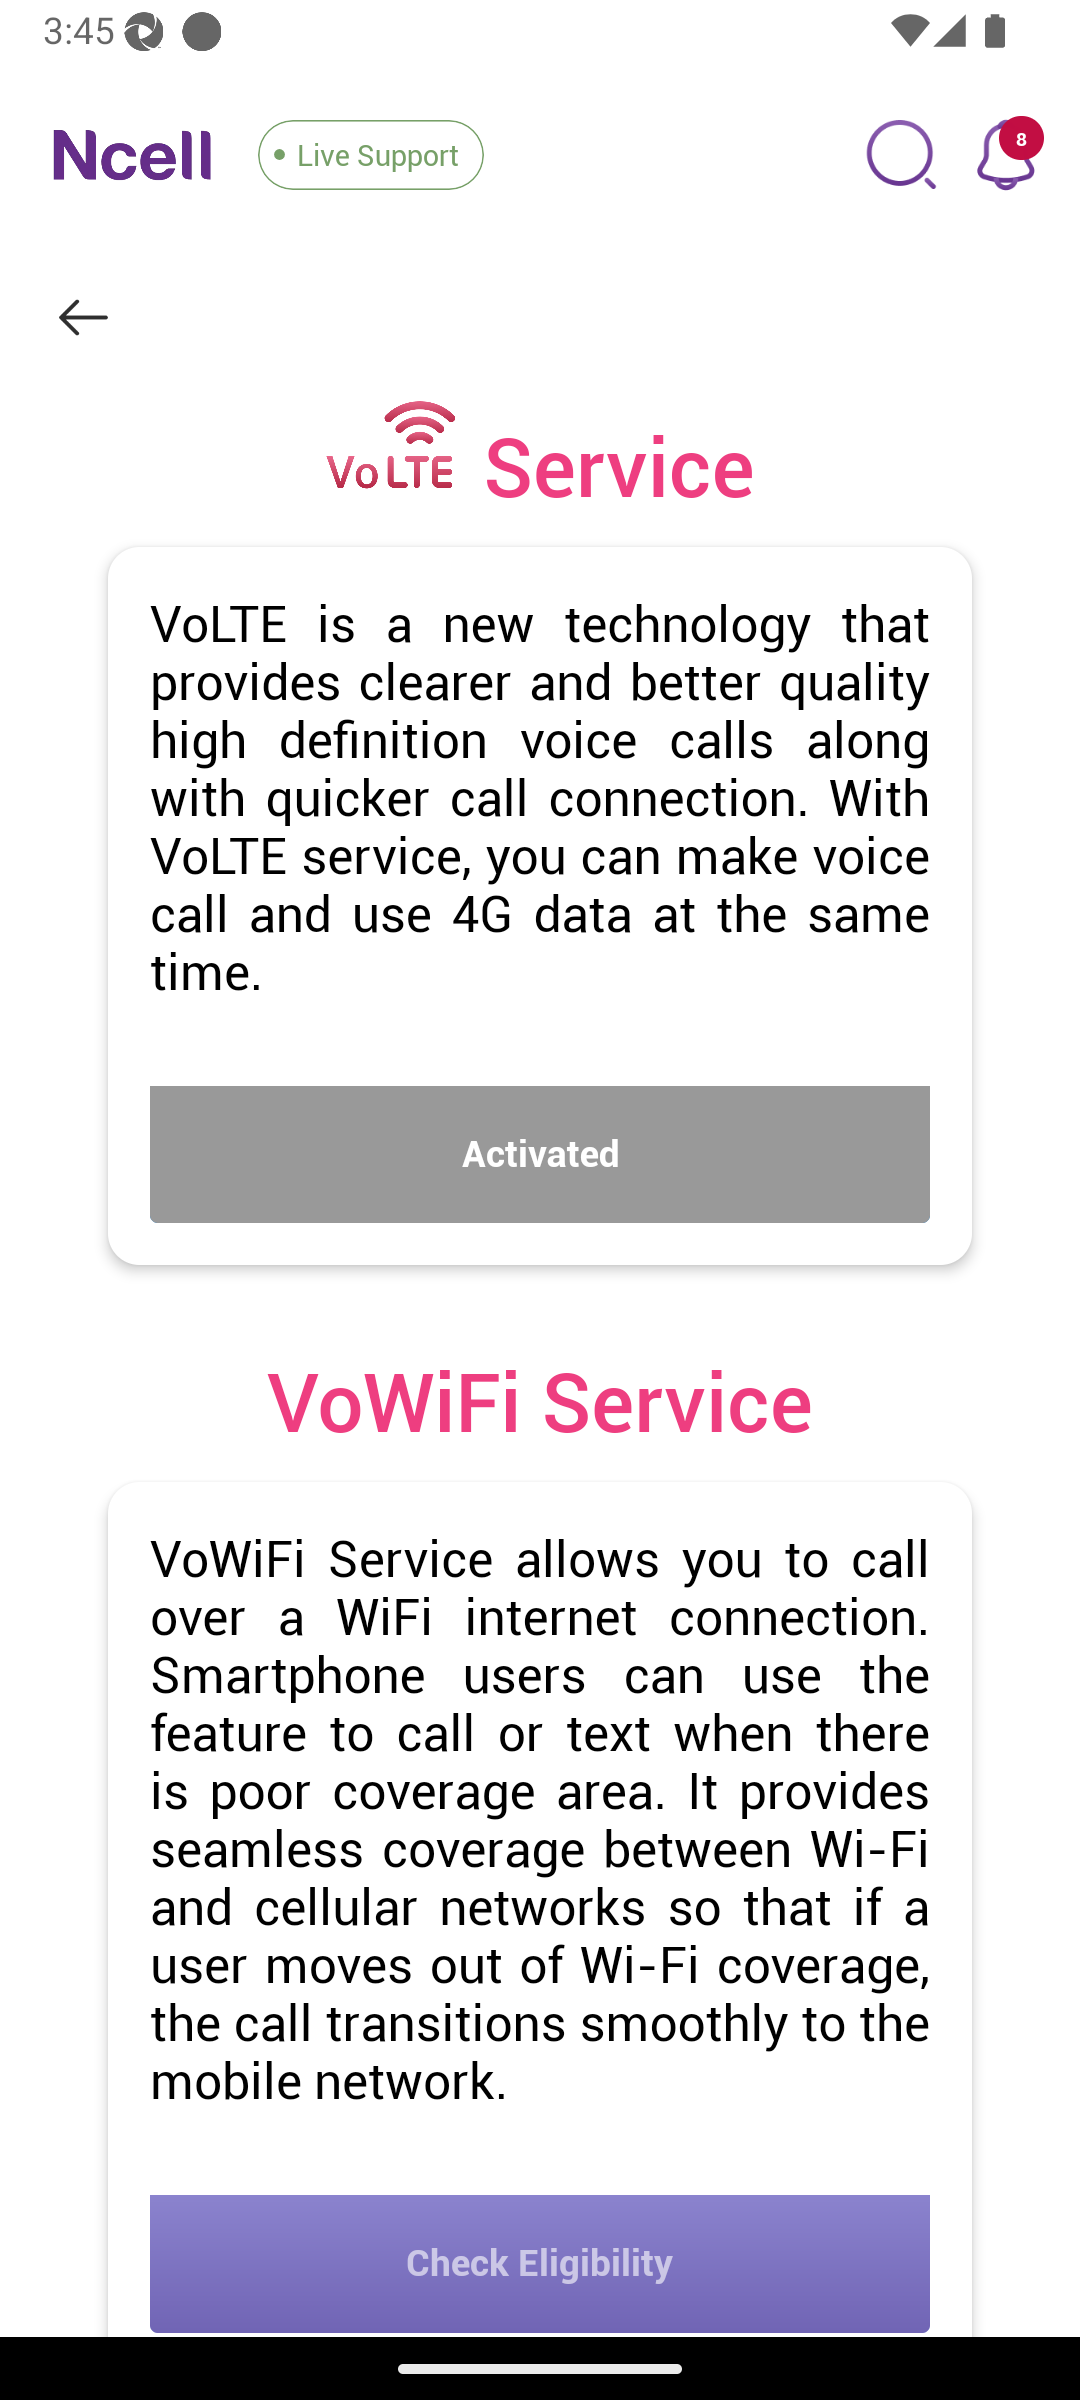 3:45
Ncell
Live Support
8
VoLTE Service
VoLTE is a new technology that
provides clearer and better quality
high definition voice calls along
with quicker call connection. With
VoLTE service, you can make voice
call and use 4G data at the same
time.
Activated
VoWiFi Service
VoWiFi Service allows you to call
over a WiFi internet connection.
Smartphone users can use the
feature to call or text when there
is poor coverage area. It provides
seamless coverage between Wi-Fi
and cellular networks so that if a
user moves out of Wi-Fi coverage,
the call transitions smoothly to the
mobile network.
Check Eligibility